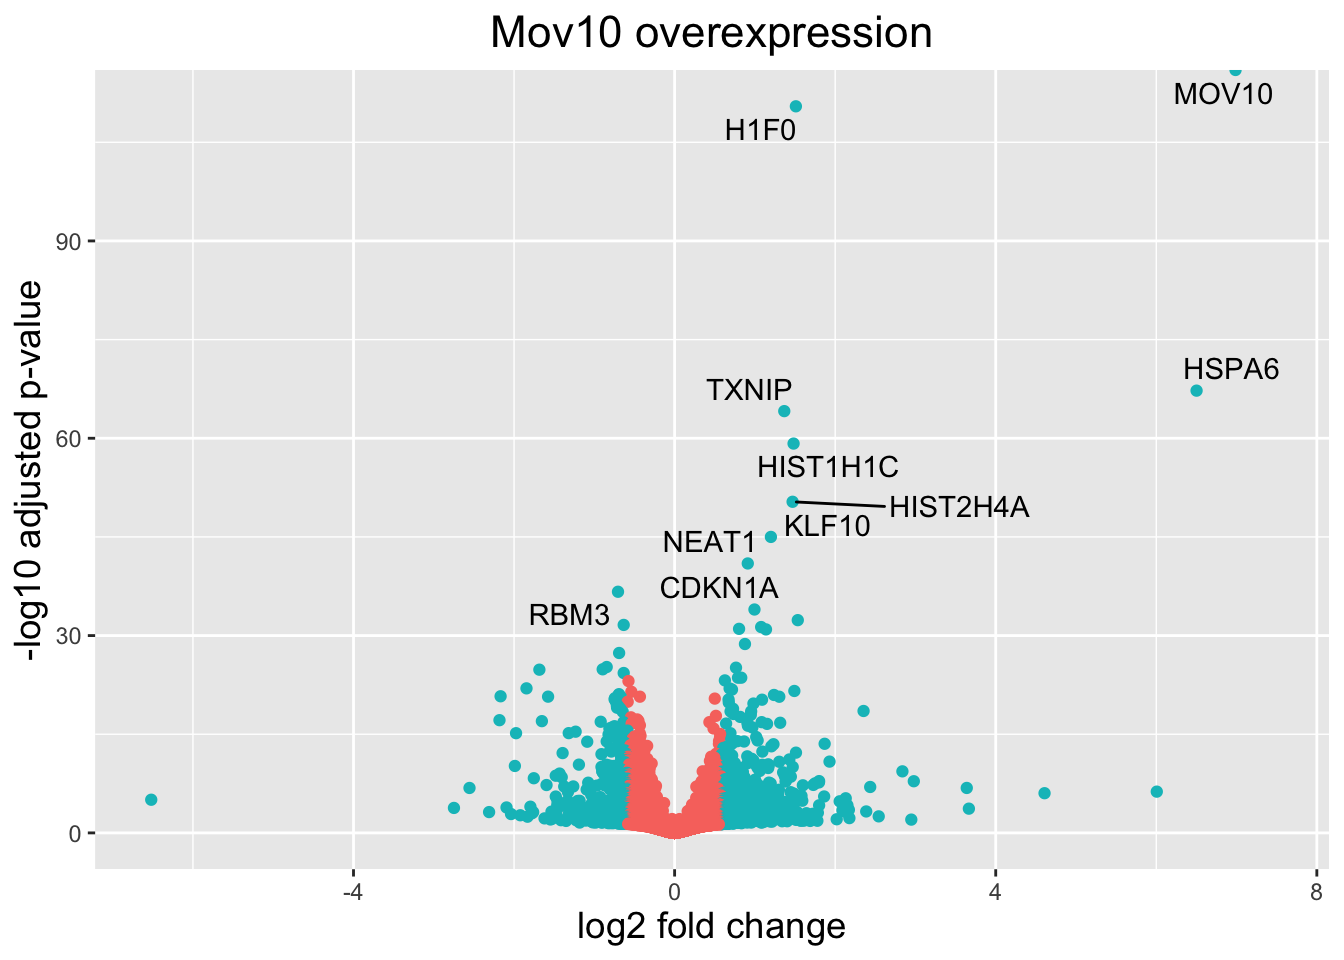 Mov10 overexpression
MOV10
H1F0
90
HSPA6
TXNIP
60
HIST1H1C
HIST2H4A
KLF10
NEAT1
CDKN1A
RBM3
30
0
-log10 adjusted p-value
-4
0
4
8
log2 fold change